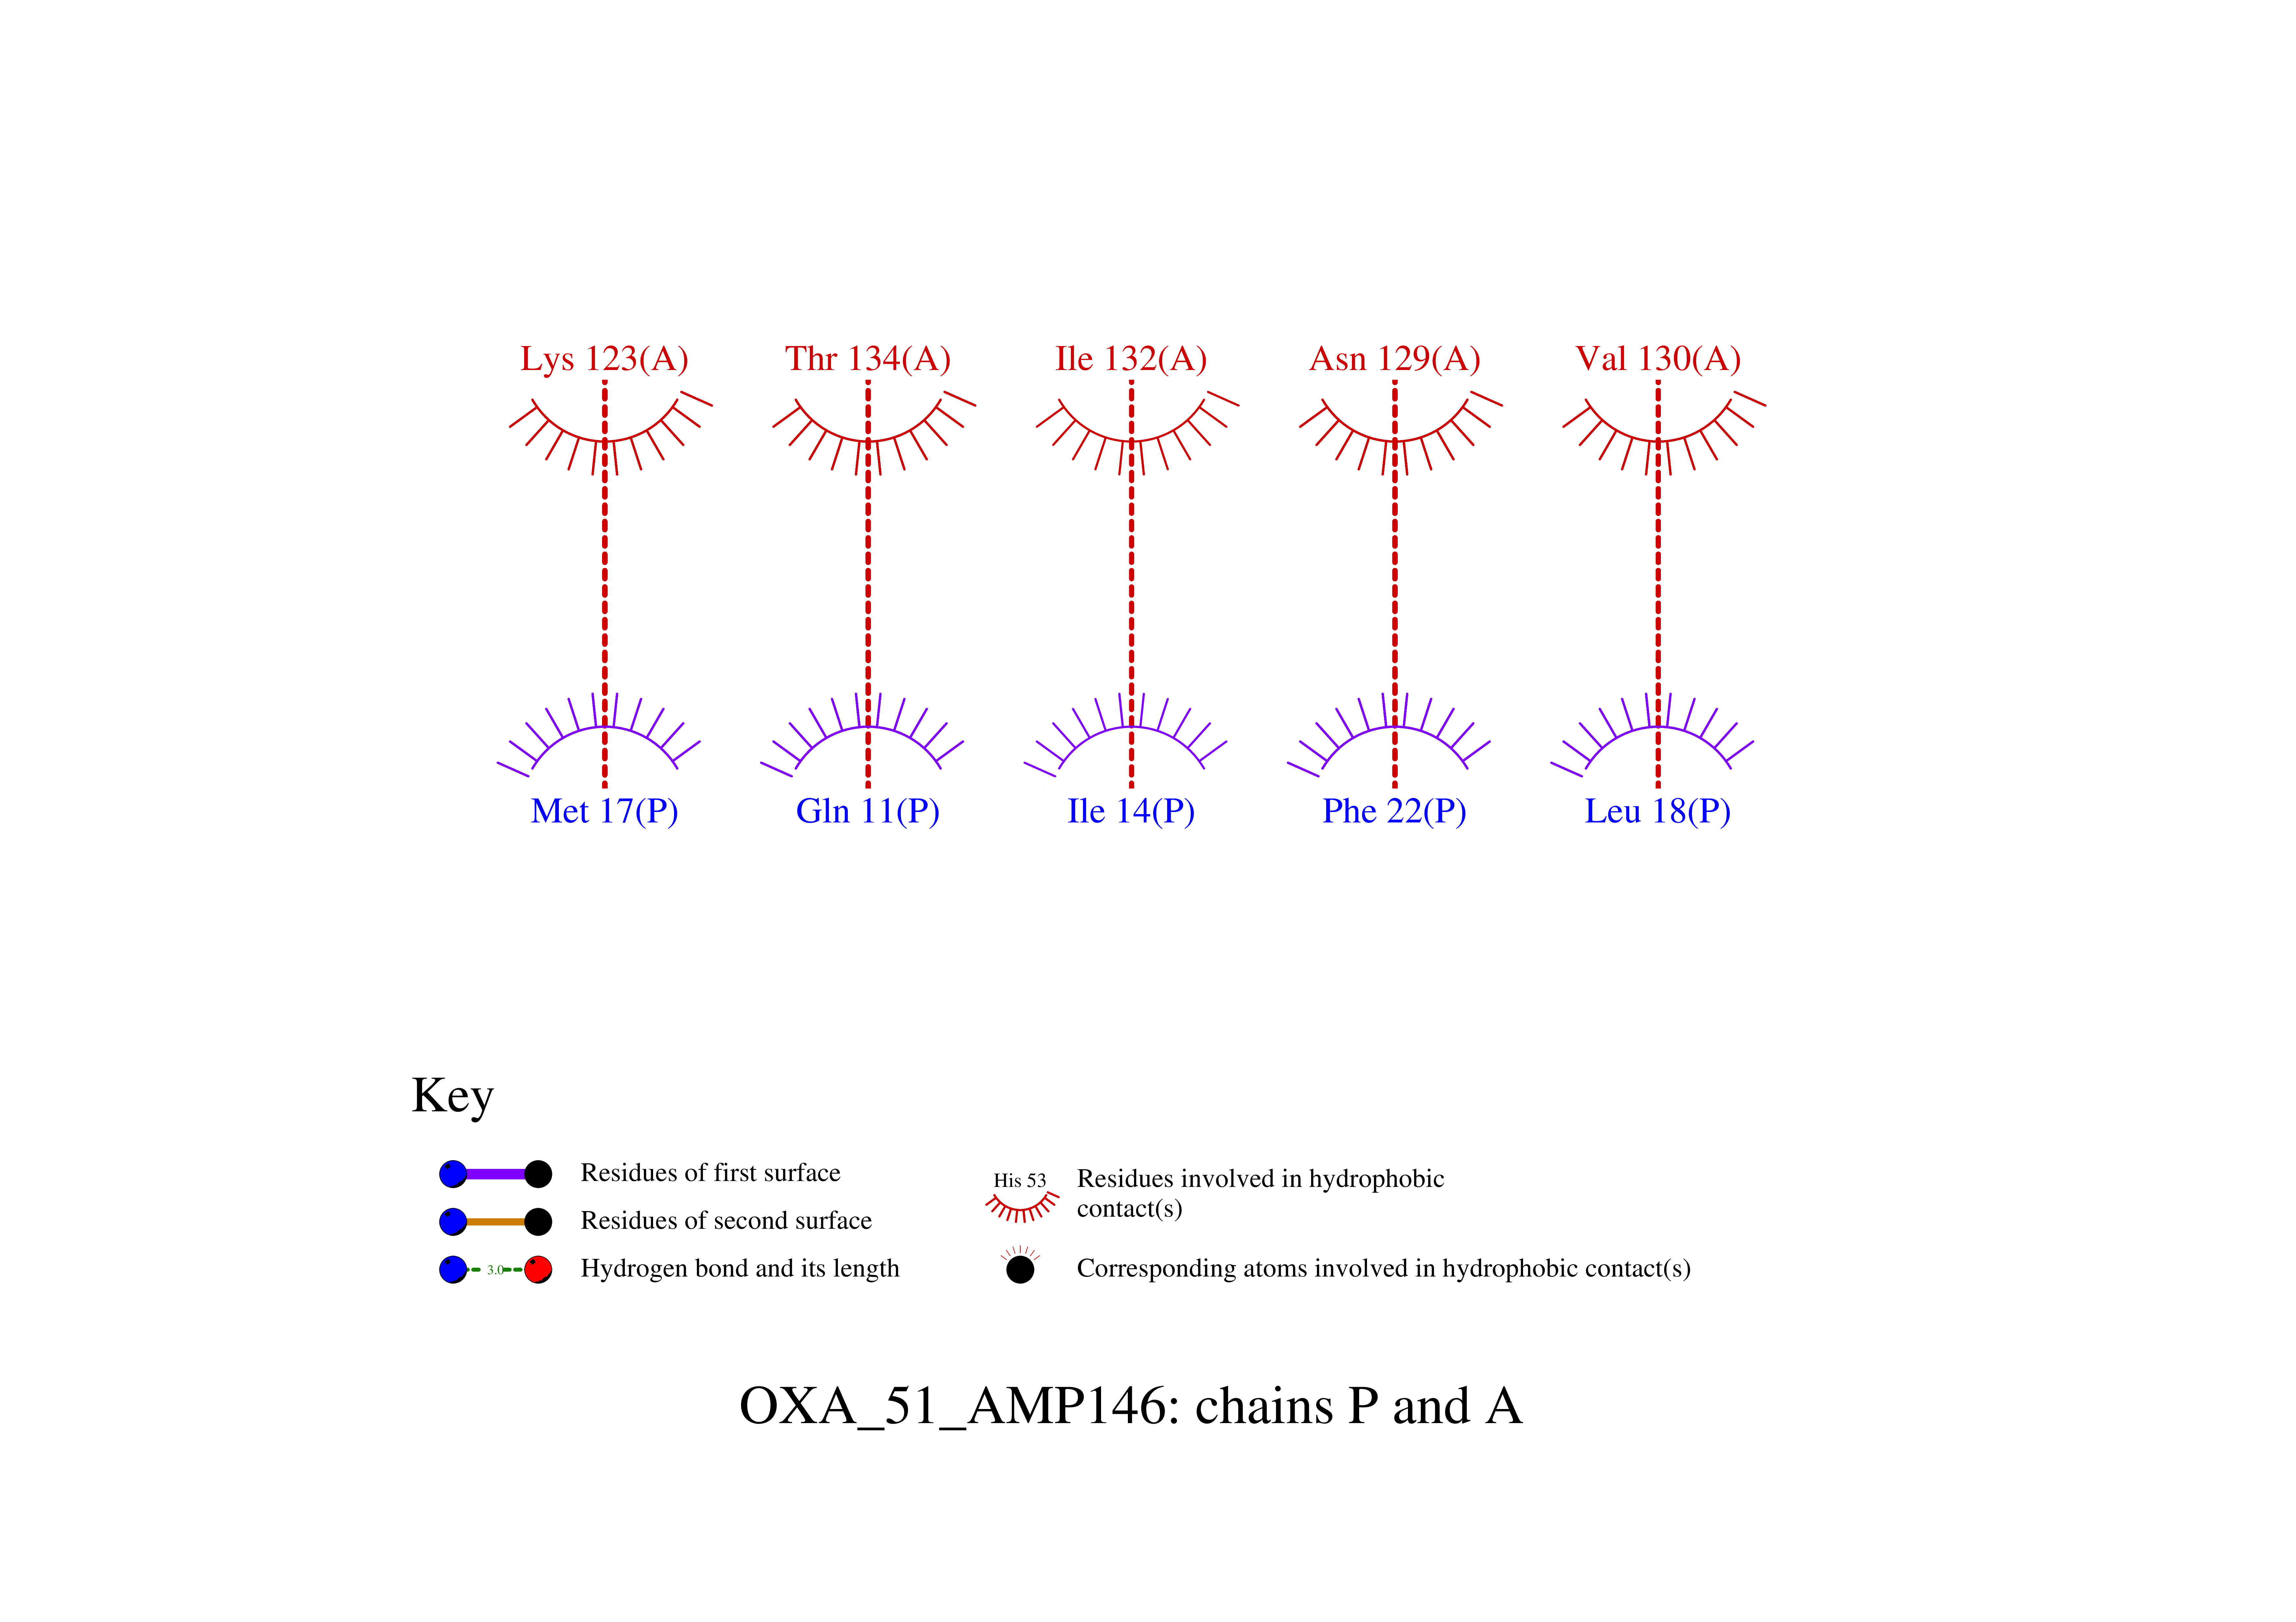 Lys 123(A) Thr 134(A) Ile 132(A) Asn 129(A) Val 130(A)
Met 17(P) Gln 11(P) Ile 14(P) Phe 22(P) Leu 18(P)
Key
Residues of first surface
Residues of second surface
3.0 Hydrogen bond and its length
His 53 Residues involved in hydrophobic
contact(s)
Corresponding atoms involved in hydrophobic contact(s)
OXA_51_AMP146: chains P and A